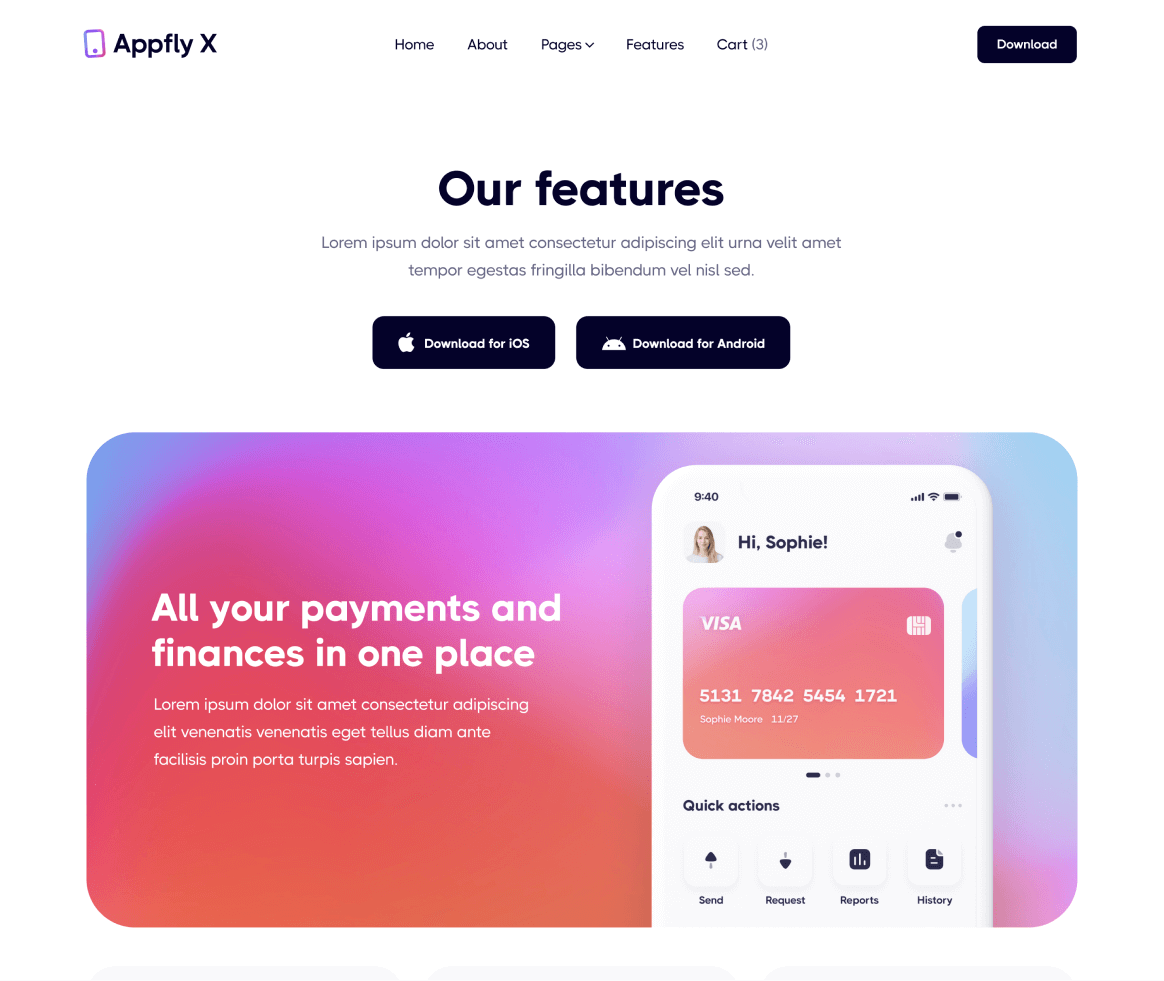 Appfly X
Home About Pages Features Cart (3)
Download
Our features
Lorem ipsum dolor sit amet consectetur adipiscing elit urna velit amet
tempor egestas fringilla bibendum vel nisl sed.
Download for iOS
Download for Android
All your payments and
finances in one place
Lorem ipsum dolor sit amet consectetur adipiscing
elit venenatis venenatis eget tellus diam ante
facilisis proin porta turpis sapien.
9:40
Hi, Sophie!
VISA
5131 7842 5454 1721
Sophie Moore 11/27
Quick actions
Send Request Reports History